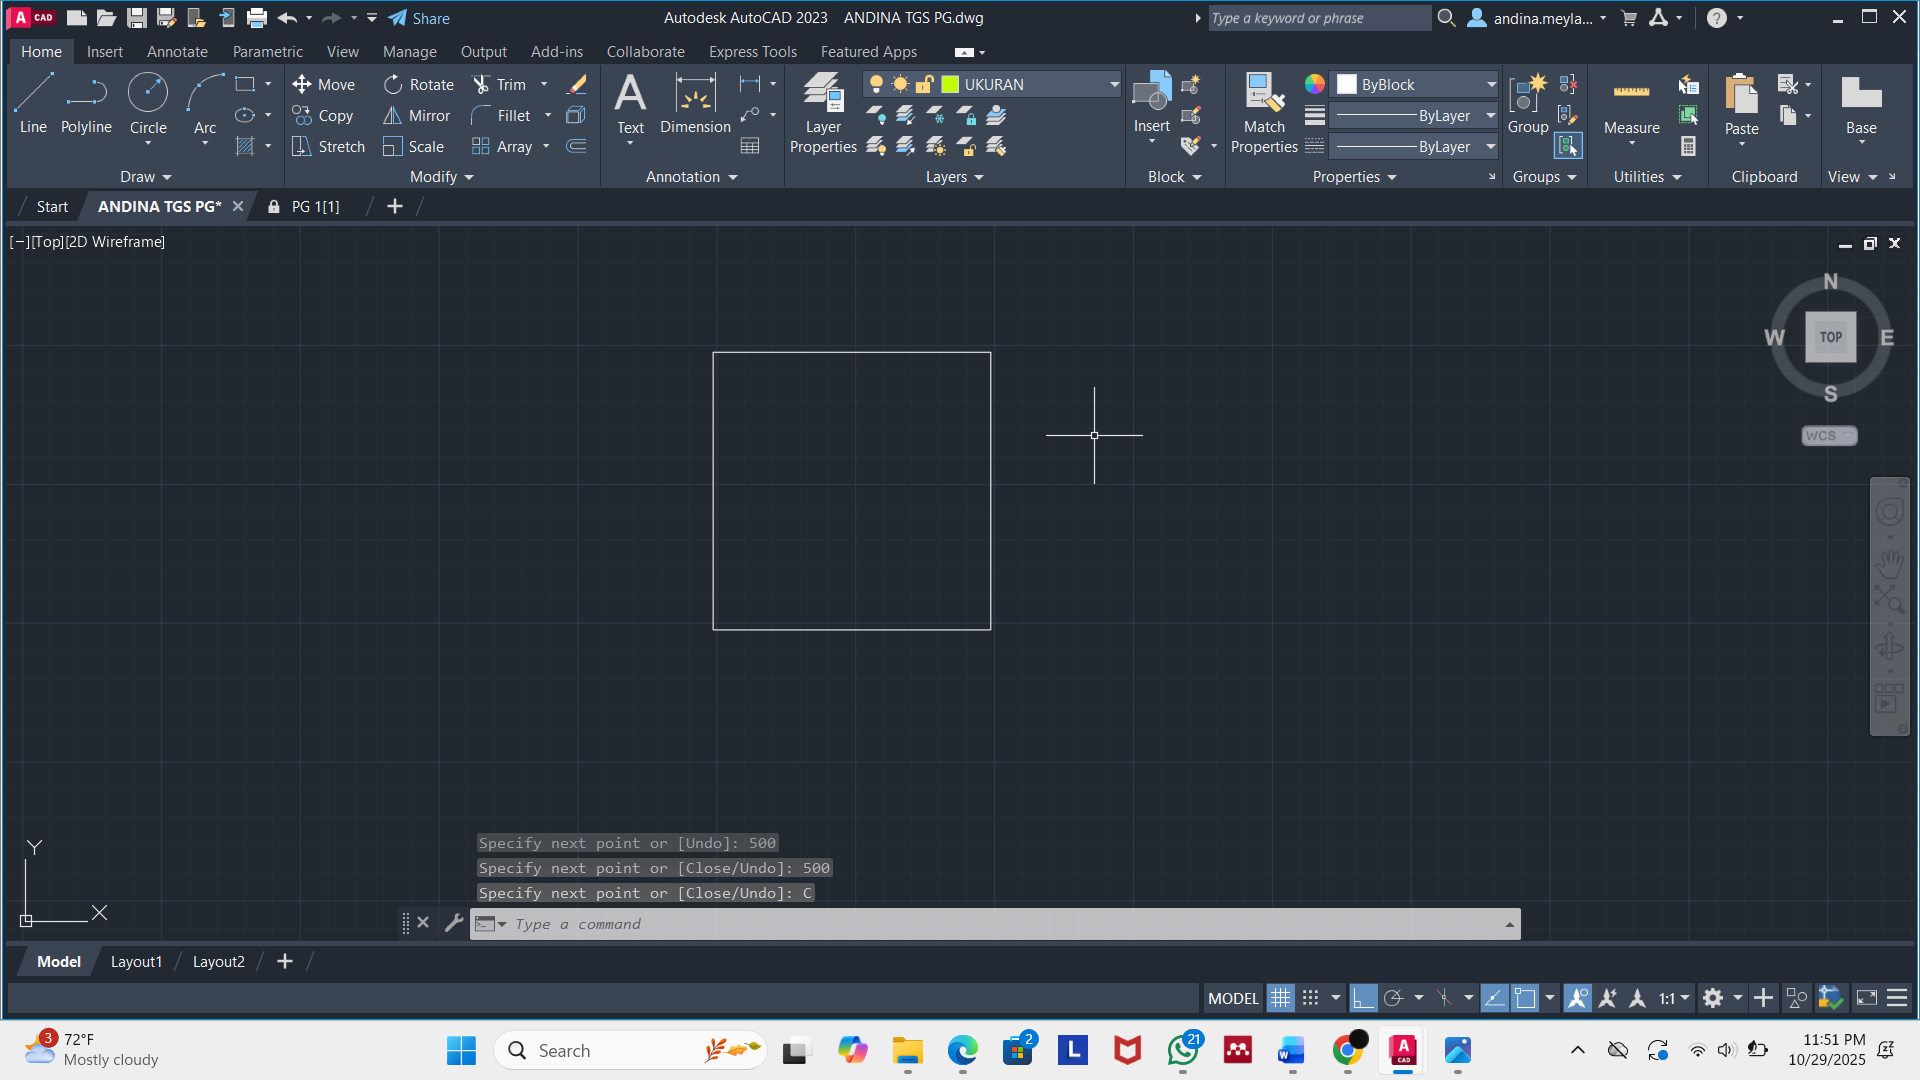 A CAD Share Autodesk AutoCAD 2023 ANDINA TGS PG.dwg Type a keyword or phrase andina.meyla... ?
Home Insert Annotate Parametric View Manage Output Add-ins Collaborate Express Tools Featured Apps
Line Polyline Circle Arc
Move Rotate Trim
Copy Mirror Fillet
Stretch Scale Array
Text Dimension
Layer Properties
UKURAN
Insert
Match Properties
ByBlock
ByLayer
ByLayer
Group
Measure
Paste
Base
Draw Modify Annotation Layers Block Properties Groups Utilities Clipboard View
Start ANDINA TGS PG* PG 1[1]
[−][Top][2D Wireframe]
N
W TOP E
S
WCS
Y
X
Specify next point or [Undo]: 500
Specify next point or [Close/Undo]: 500
Specify next point or [Close/Undo]: C
Type a command
Model Layout1 Layout2
MODEL 1:1
3 72°F
Mostly cloudy
Search
2
L
21
W
A CAD
11:51 PM
10/29/2025